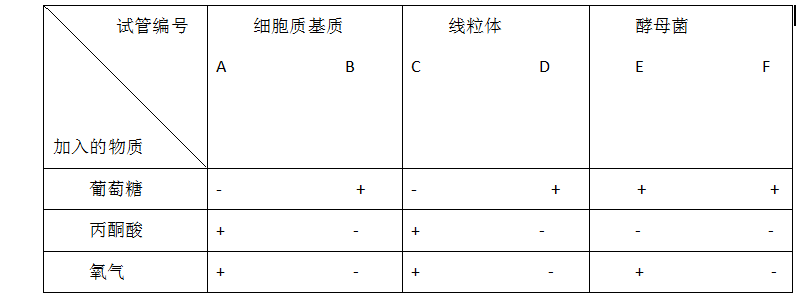 试管编号 细胞质基质 线粒体 酵母菌
A B C D E F
加入的物质
葡萄糖 - + - + + +
丙酮酸 + - + - - -
氧气 + - + - + -